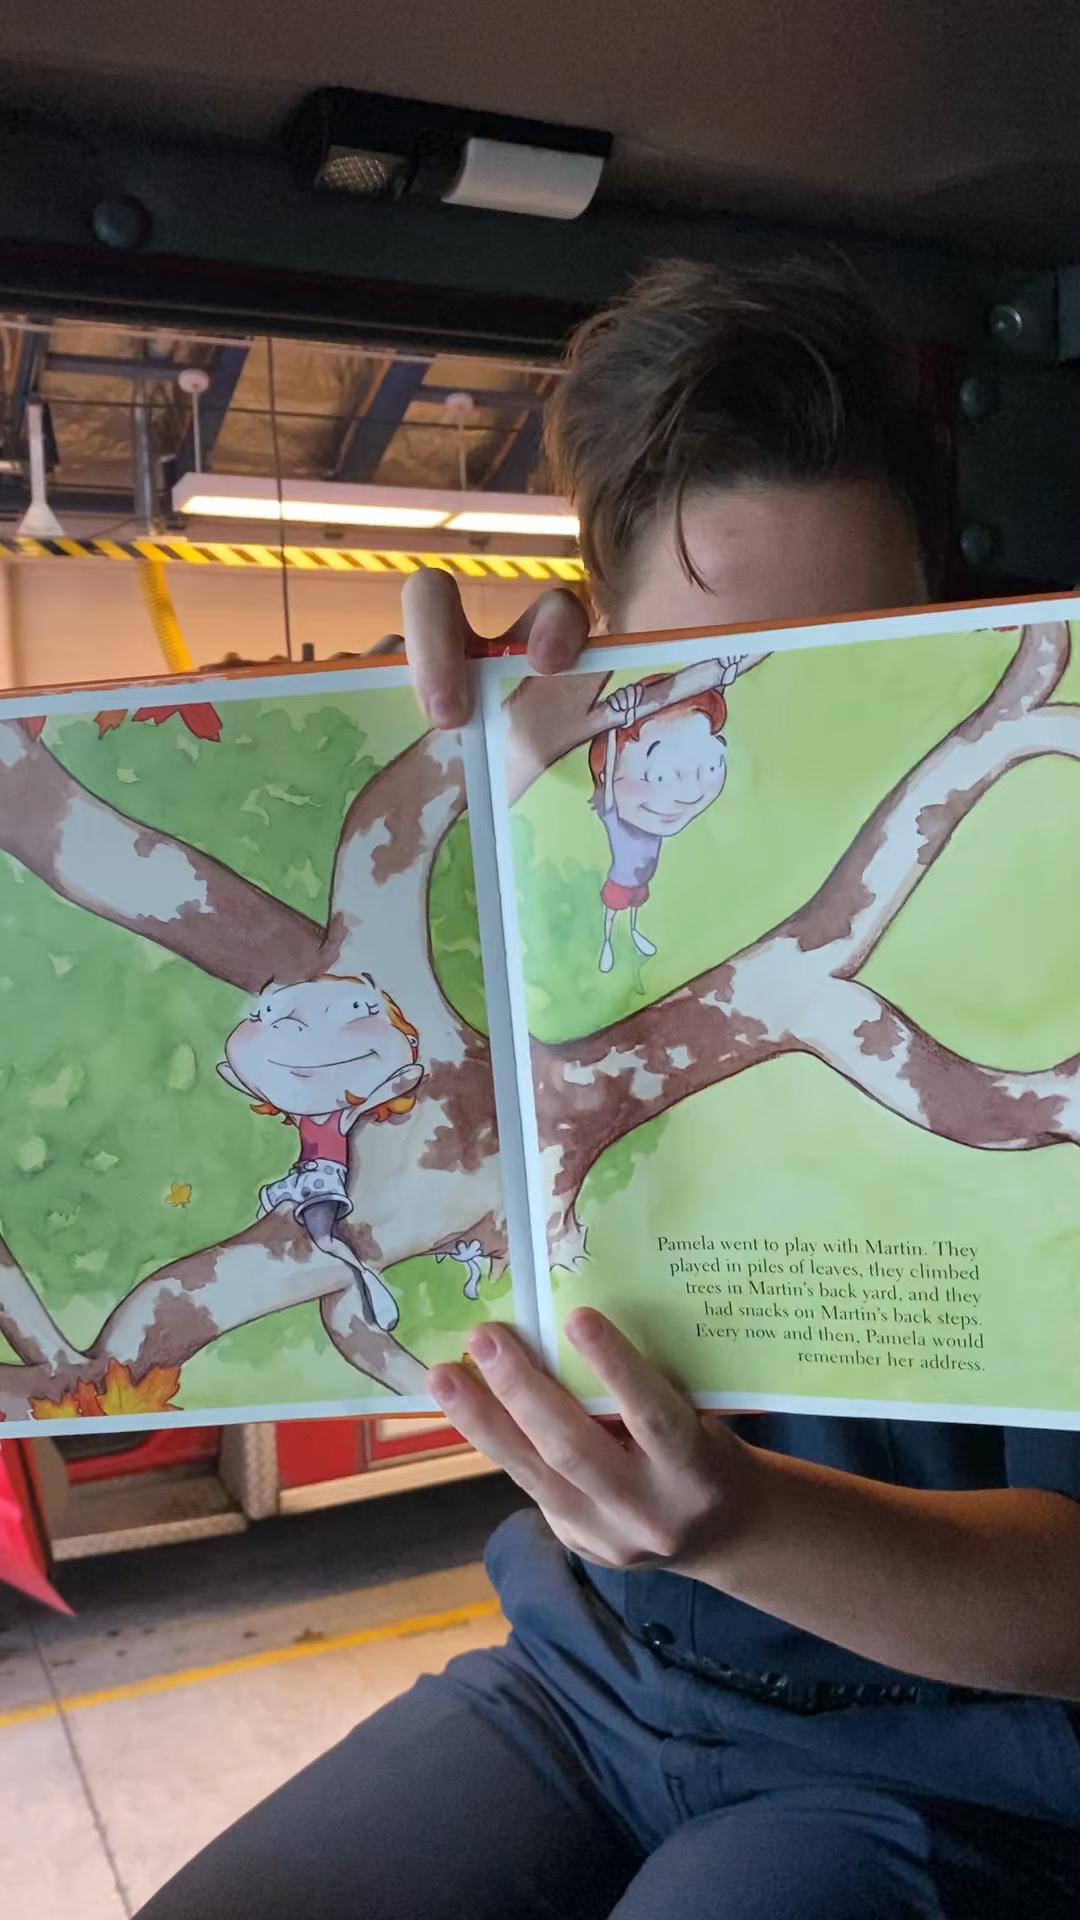 Pamela went to play with Martin. They
played in piles of leaves, they climbed
trees in Martin's back yard, and they
had snacks on Martin's back steps.
Every now and then, Pamela would
remember her address.